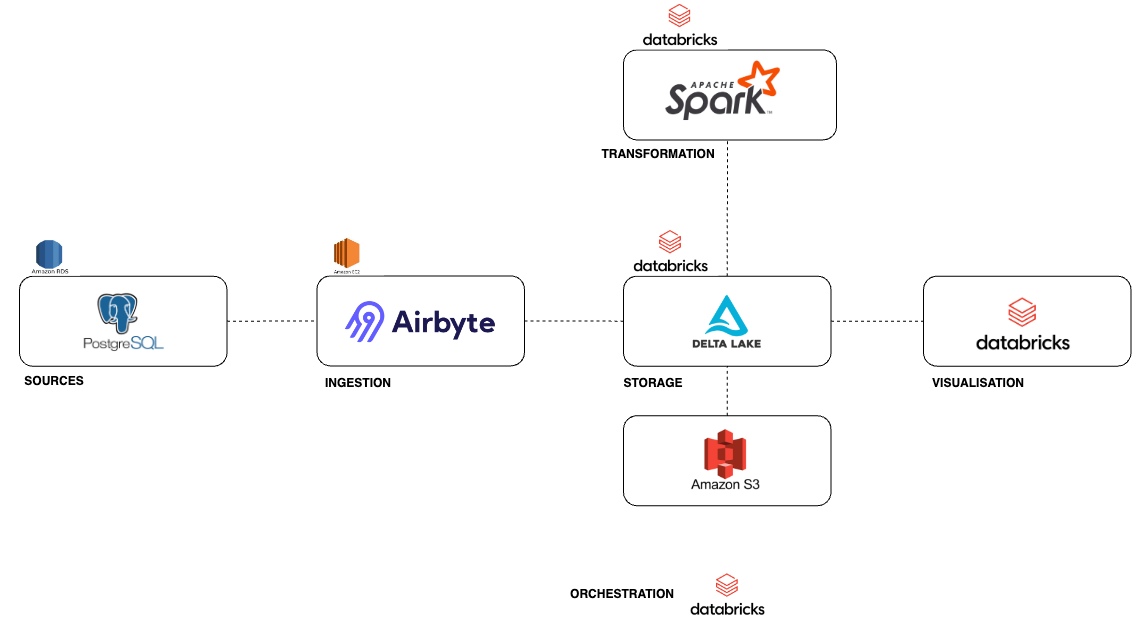 databricks
APACHE
Spark™
TRANSFORMATION
Amazon RDS
Amazon EC2
databricks
PostgreSQL
Airbyte
DELTA LAKE
databricks
SOURCES
INGESTION
STORAGE
VISUALISATION
Amazon S3
ORCHESTRATION
databricks